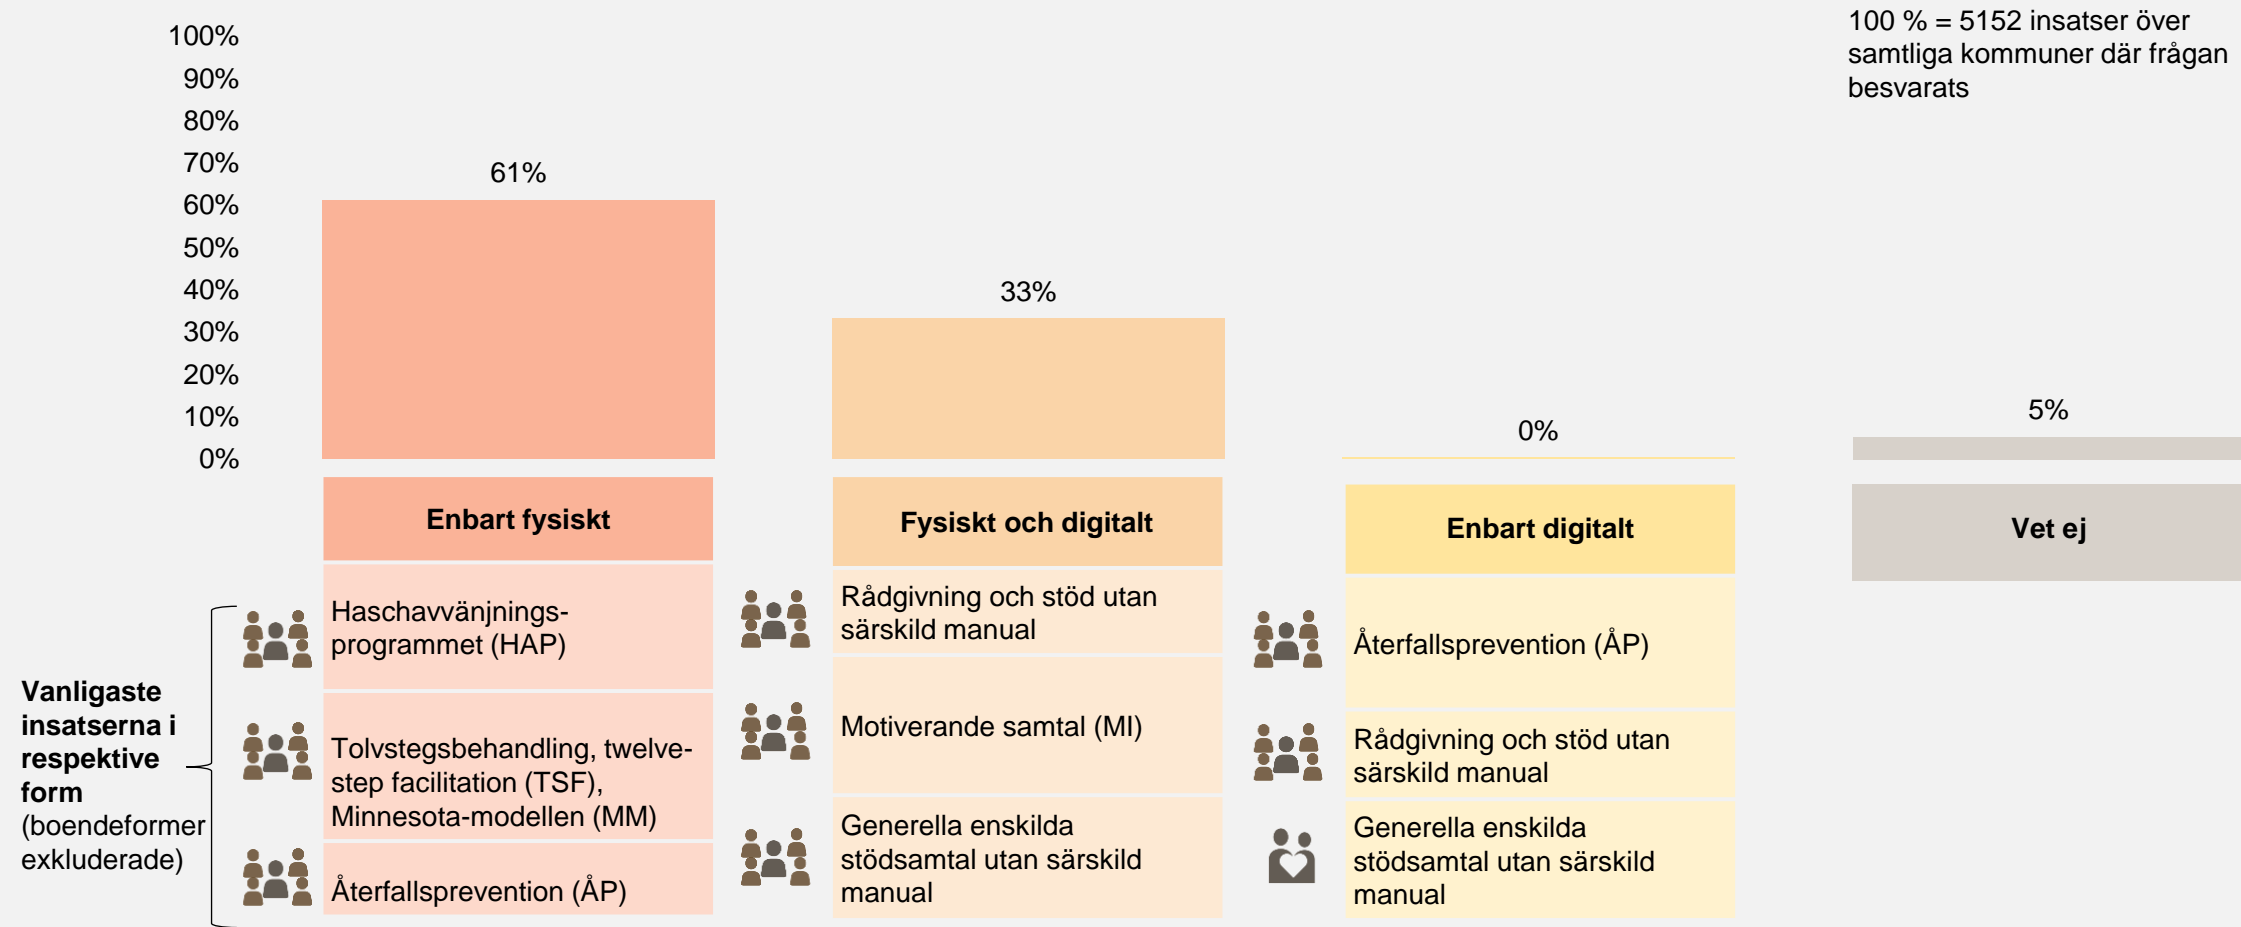 100 % = 5152 insatser över
samtliga kommuner där frågan
besvarats
100%
90%
80%
70%
60%
50%
40%
30%
20%
10%
0%
61%
33%
0%
5%
Enbart fysiskt
Fysiskt och digitalt
Enbart digitalt
Vet ej
Vanligaste
insatserna i
respektive
form
(boendeformer
exkluderade)
Haschavvänjnings-
programmet (HAP)
Tolvstegsbehandling, twelve-
step facilitation (TSF),
Minnesota-modellen (MM)
Återfallsprevention (ÅP)
Rådgivning och stöd utan
särskild manual
Motiverande samtal (MI)
Generella enskilda
stödsamtal utan särskild
manual
Återfallsprevention (ÅP)
Rådgivning och stöd utan
särskild manual
Generella enskilda
stödsamtal utan särskild
manual